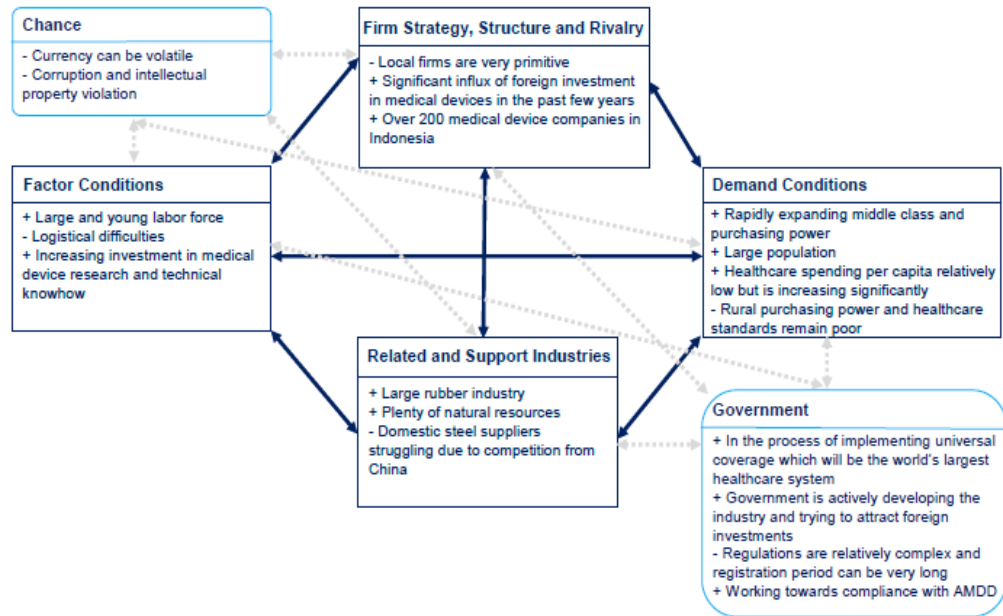 Chance
- Currency can be volatile
- Corruption and intellectual
property violation
Firm Strategy, Structure and Rivalry
- Local firms are very primitive
+ Significant influx of foreign investment
in medical devices in the past few years
+ Over 200 medical device companies in
Indonesia
Factor Conditions
+ Large and young labor force
- Logistical difficulties
+ Increasing investment in medical
device research and technical
knowhow
Demand Conditions
+ Rapidly expanding middle class and
purchasing power
+ Large population
+ Healthcare spending per capita relatively
low but is increasing significantly
- Rural purchasing power and healthcare
standards remain poor
Related and Support Industries
+ Large rubber industry
+ Plenty of natural resources
- Domestic steel suppliers
struggling due to competition from
China
Government
+ In the process of implementing universal
coverage which will be the world's largest
healthcare system
+ Government is actively developing the
industry and trying to attract foreign
investments
- Regulations are relatively complex and
registration period can be very long
+ Working towards compliance with AMDD